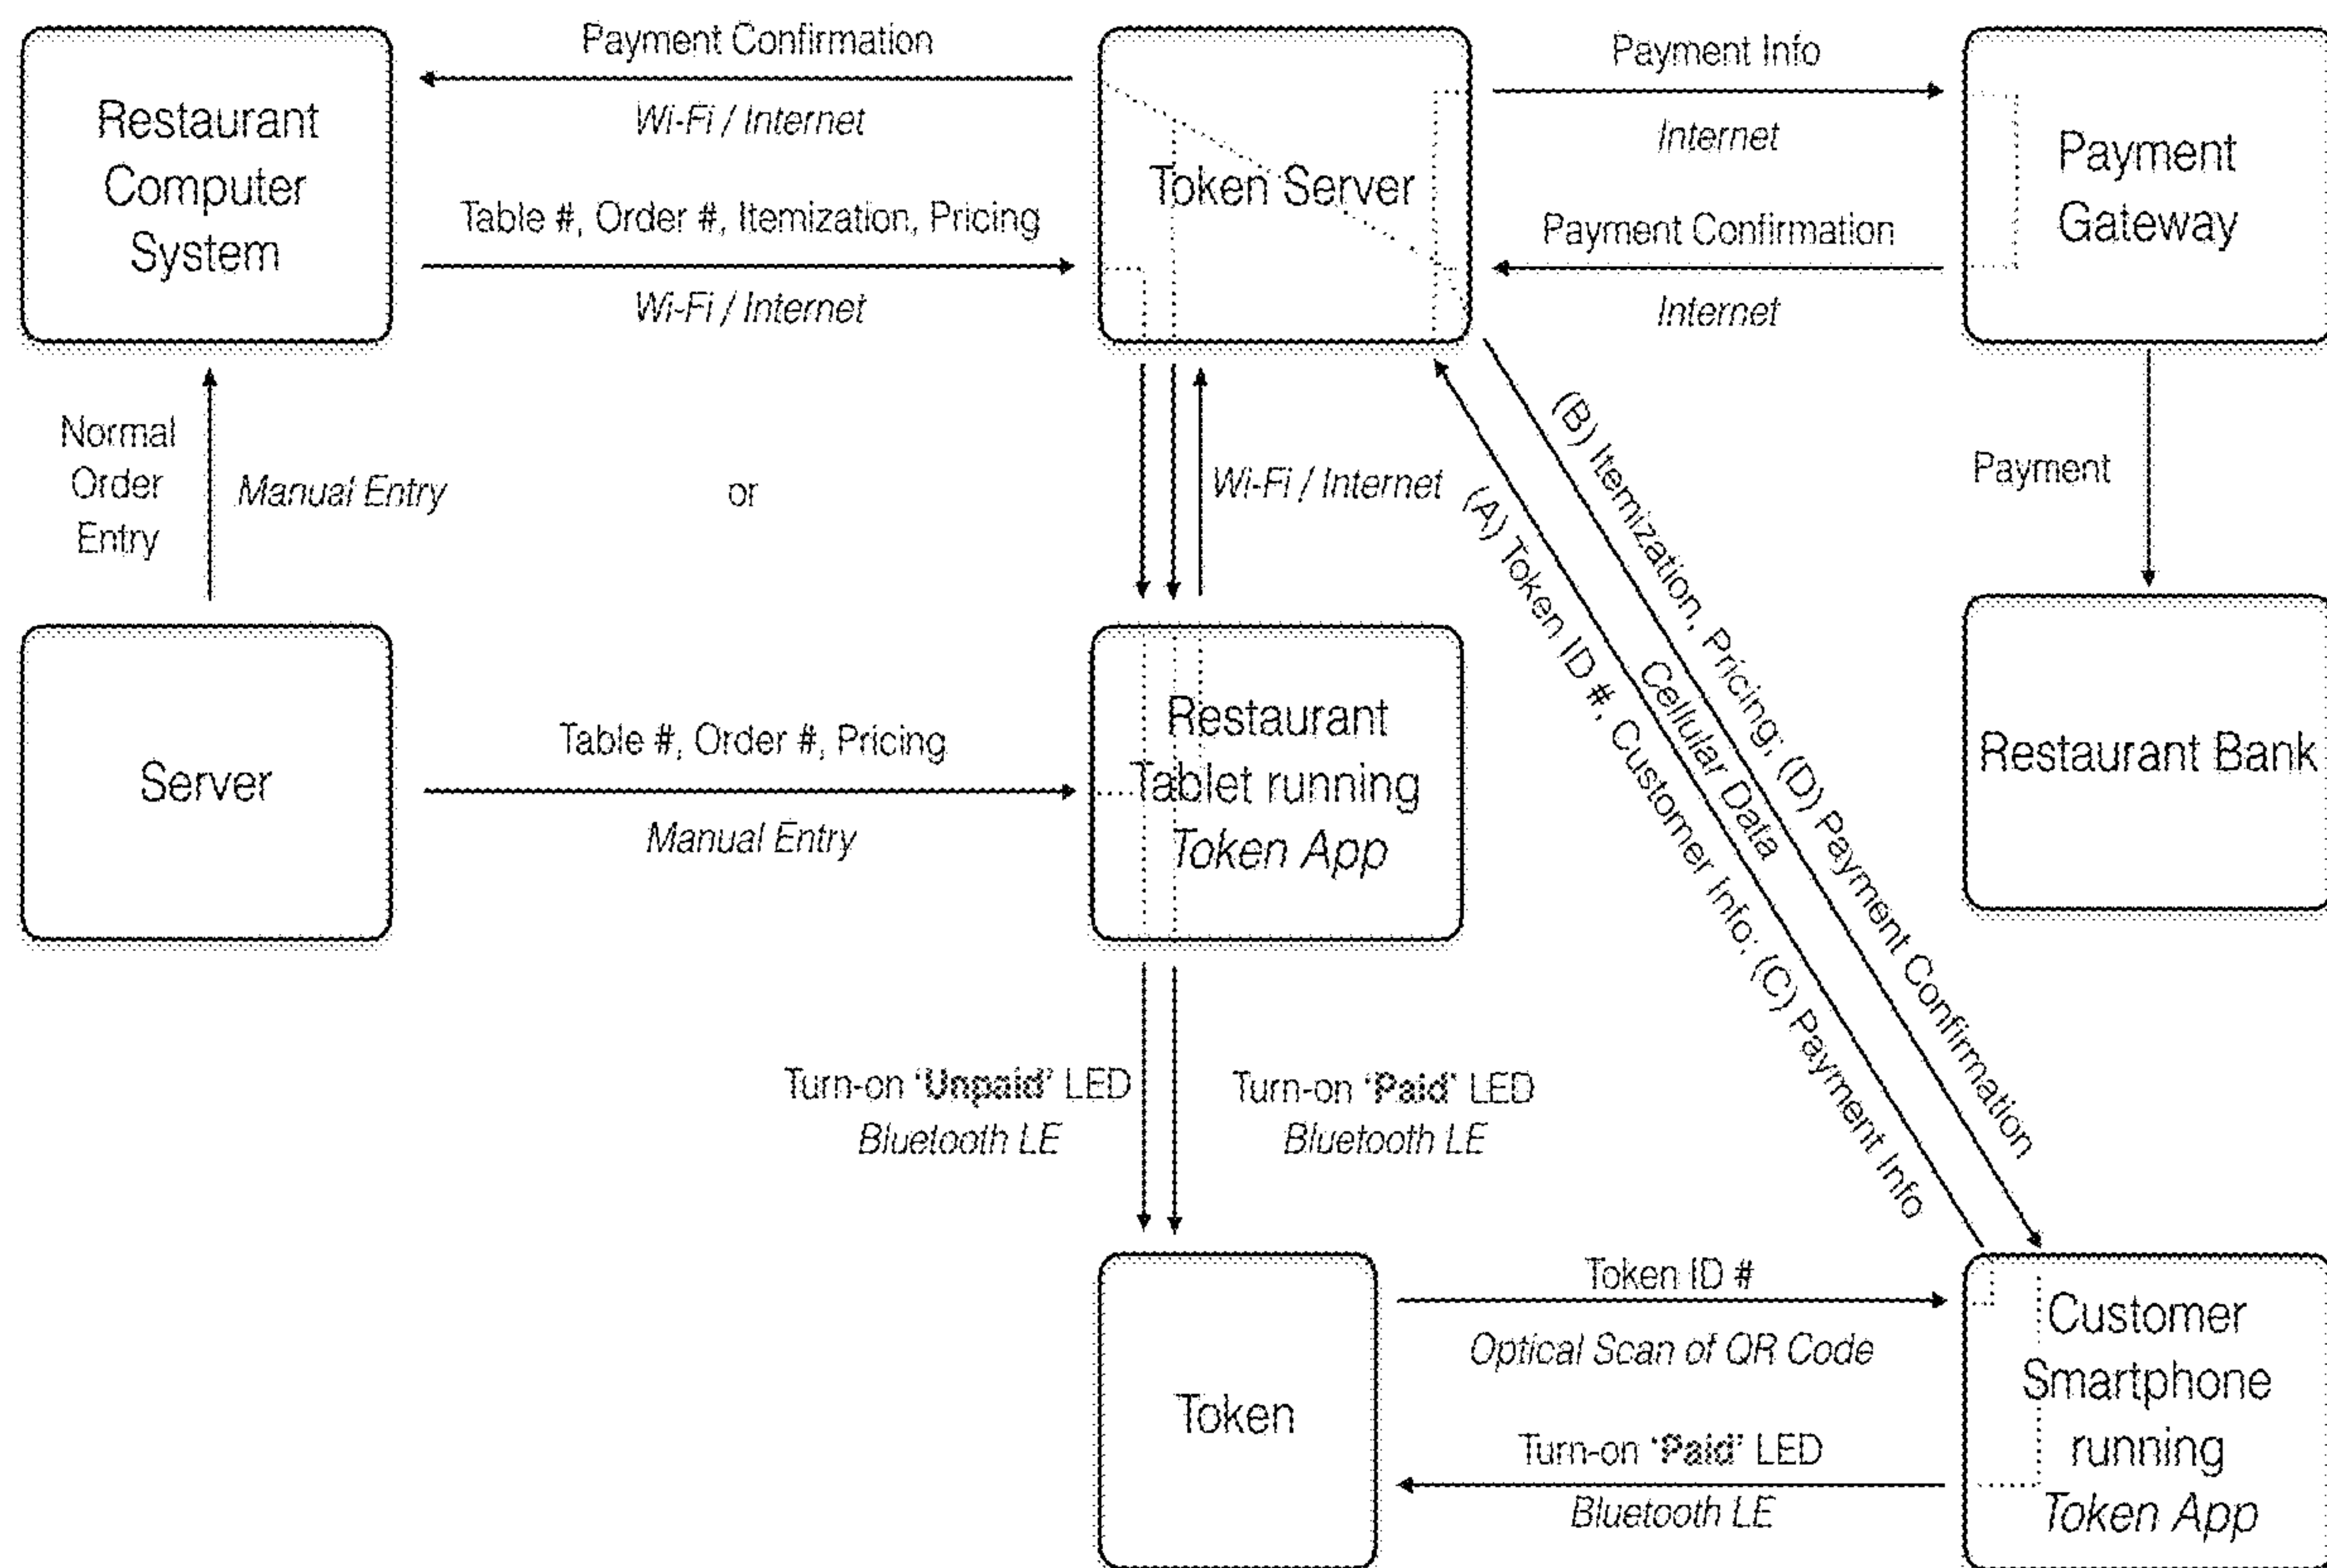 Payment Confirmation
Wi-Fi / Internet
Restaurant
Computer
System
Table #, Order #, Itemization, Pricing
Wi-Fi / Internet
Token Server
Payment Info
Internet
Payment Confirmation
Internet
Payment
Gateway
Normal
Order
Entry
Manual Entry
or
Wi-Fi / Internet
(A) Token ID #, Customer Info; (C) Payment Info
Cellular Data
(B) Itemization, Pricing; (D) Payment Confirmation
Payment
Server
Table #, Order #, Pricing
Manual Entry
Restaurant
Tablet running
Token App
Restaurant Bank
Turn-on ‘Unpaid’ LED
Bluetooth LE
Turn-on ‘Paid’ LED
Bluetooth LE
Token
Token ID #
Optical Scan of QR Code
Turn-on ‘Paid’ LED
Bluetooth LE
Customer
Smartphone
running
Token App